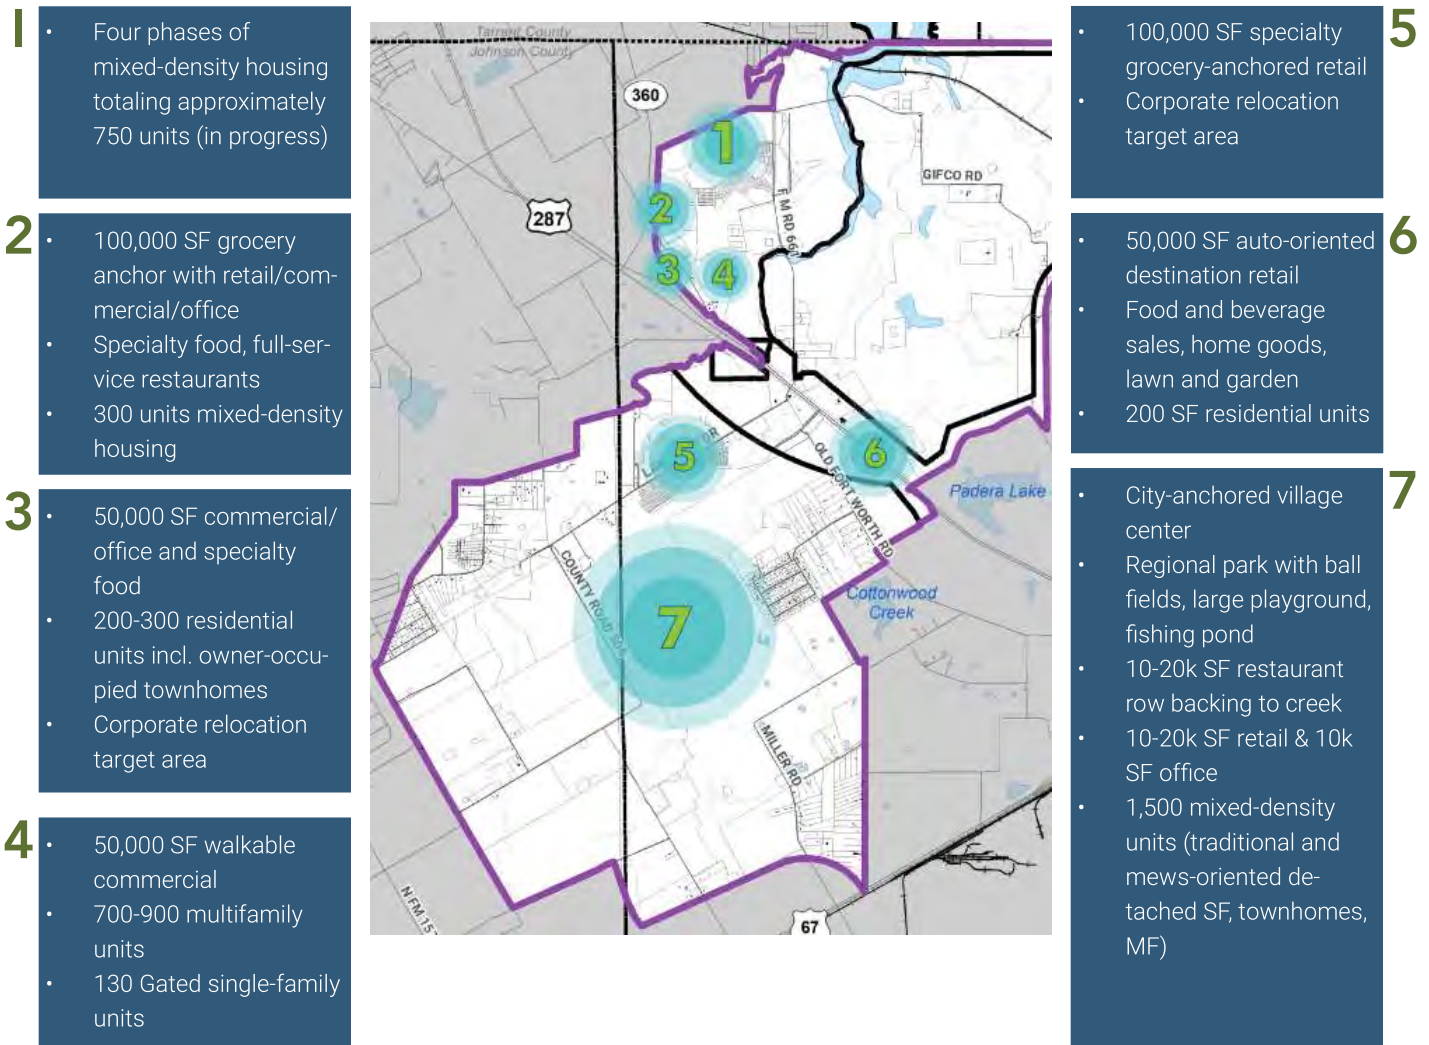 1
• Four phases of
mixed-density housing
totaling approximately
750 units (in progress)
2
• 100,000 SF grocery
anchor with retail/com-
mercial/office
• Specialty food, full-ser-
vice restaurants
• 300 units mixed-density
housing
3
• 50,000 SF commercial/
office and specialty
food
• 200-300 residential
units incl. owner-occu-
pied townhomes
• Corporate relocation
target area
4
• 50,000 SF walkable
commercial
• 700-900 multifamily
units
• 130 Gated single-family
units
Tarrant County
Johnson County
360
1
GIFCO RD
287
2
F M RD 661
3
4
5
DR
6
OLD FORT WORTH RD
Padera Lake
COUNTY ROAD
7
Cottonwood
Creek
MILLER RD
N FM 157
67
5
• 100,000 SF specialty
grocery-anchored retail
• Corporate relocation
target area
6
• 50,000 SF auto-oriented
destination retail
• Food and beverage
sales, home goods,
lawn and garden
• 200 SF residential units
7
• City-anchored village
center
• Regional park with ball
fields, large playground,
fishing pond
• 10-20k SF restaurant
row backing to creek
• 10-20k SF retail & 10k
SF office
• 1,500 mixed-density
units (traditional and
mews-oriented de-
tached SF, townhomes,
MF)